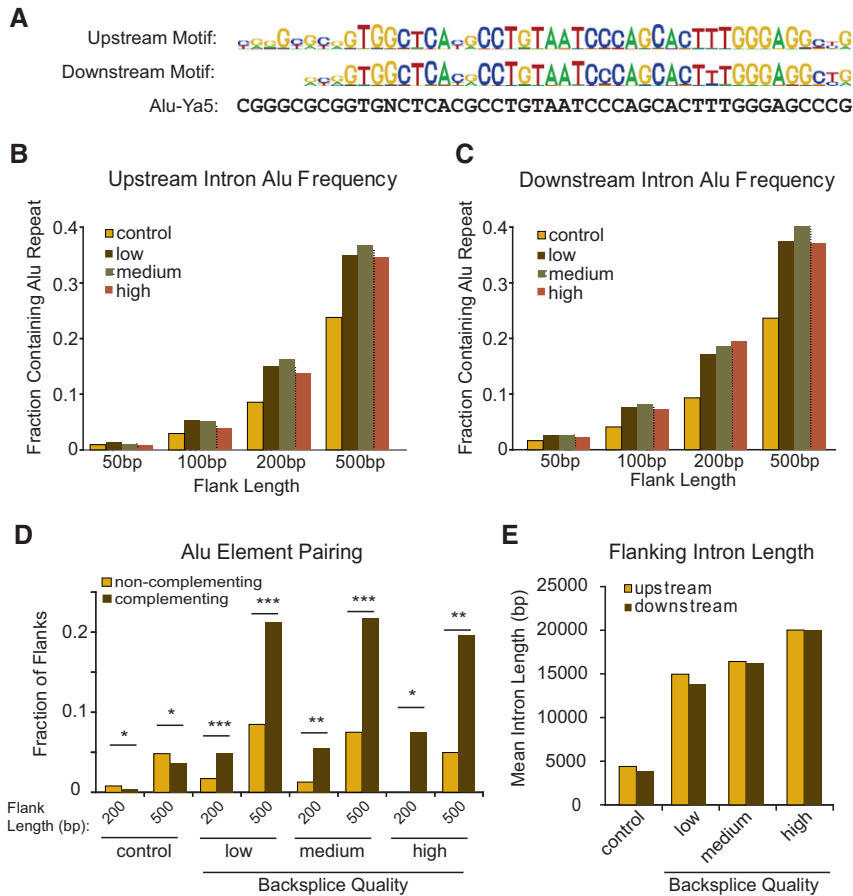 A
Upstream Motif:
GTGGCTCA CCTGTAATCCCAGCACTTTGGGAGG
Downstream Motif:
GTGGCTCA CCTGTAATCCCAGCACTTTGGGAGGC
Alu-Ya5: CGGGCGCGGTGNCTCACGCCTGTAATCCCAGCACTTTGGGAGCCCG
B
Upstream Intron Alu Frequency
Fraction Containing Alu Repeat
0.4
0.3
0.2
0.1
0
control
low
medium
high
50bp 100bp 200bp 500bp
Flank Length
C
Downstream Intron Alu Frequency
Fraction Containing Alu Repeat
0.4
0.3
0.2
0.1
0
control
low
medium
high
50bp 100bp 200bp 500bp
Flank Length
D
Alu Element Pairing
non-complementing
complementing
Fraction of Flanks
0.2
0.1
0
* * *** *** ** *** * **
Flank
Length (bp):
200 500 200 500 200 500 200 500
control low medium high
Backsplice Quality
E
Flanking Intron Length
upstream
downstream
Mean Intron Length (bp)
25000
20000
15000
10000
5000
0
control low medium high
Backsplice Quality